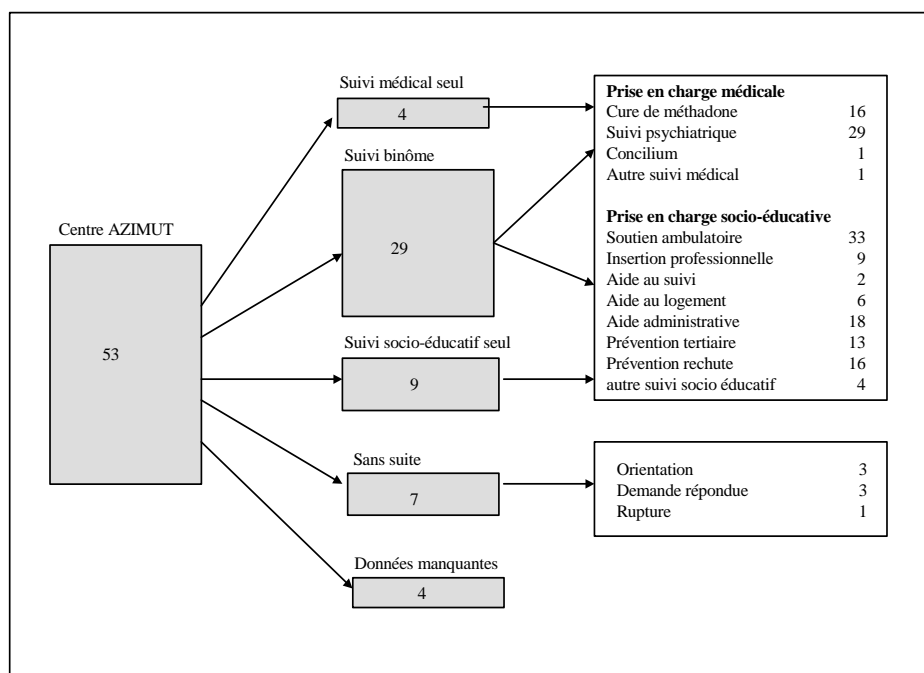 Suivi médical seul
4
Suivi binôme
29
Centre AZIMUT
53
Suivi socio-éducatif seul
9
Sans suite
7
Données manquantes
4
Prise en charge médicale
Cure de méthadone 16
Suivi psychiatrique 29
Concilium 1
Autre suivi médical 1
Prise en charge socio-éducative
Soutien ambulatoire 33
Insertion professionnelle 9
Aide au suivi 2
Aide au logement 6
Aide administrative 18
Prévention tertiaire 13
Prévention rechute 16
autre suivi socio éducatif 4
Orientation 3
Demande répondue 3
Rupture 1